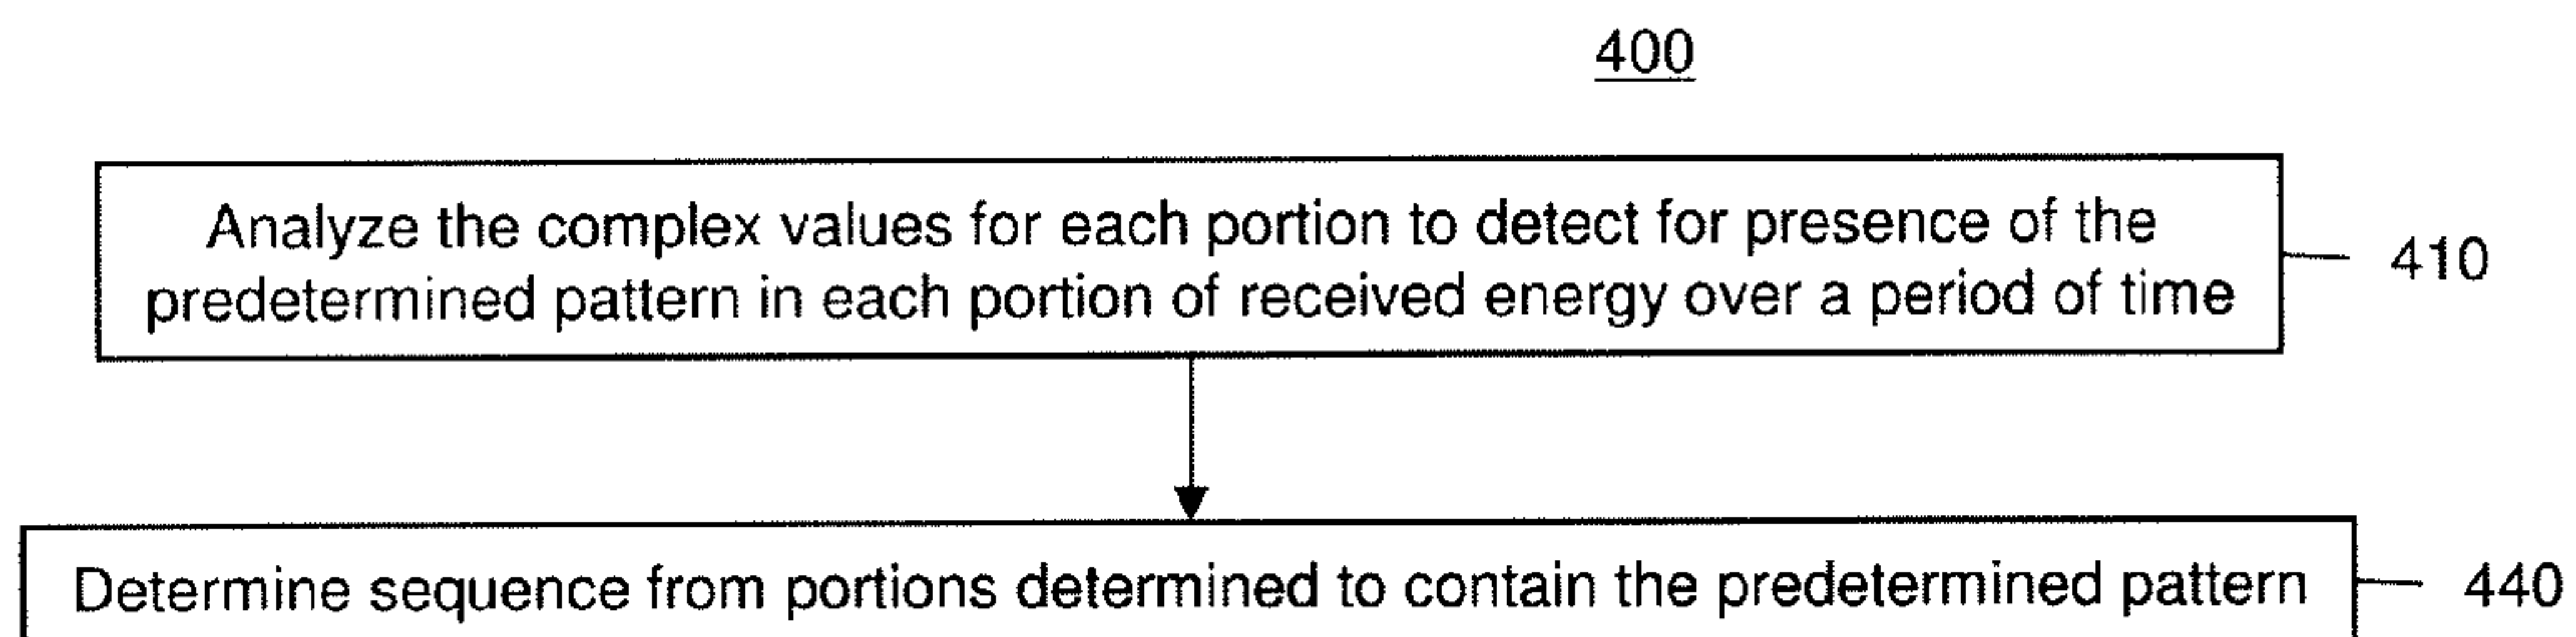 400
Analyze the complex values for each portion to detect for presence of the
predetermined pattern in each portion of received energy over a period of time
410
Determine sequence from portions determined to contain the predetermined pattern
440